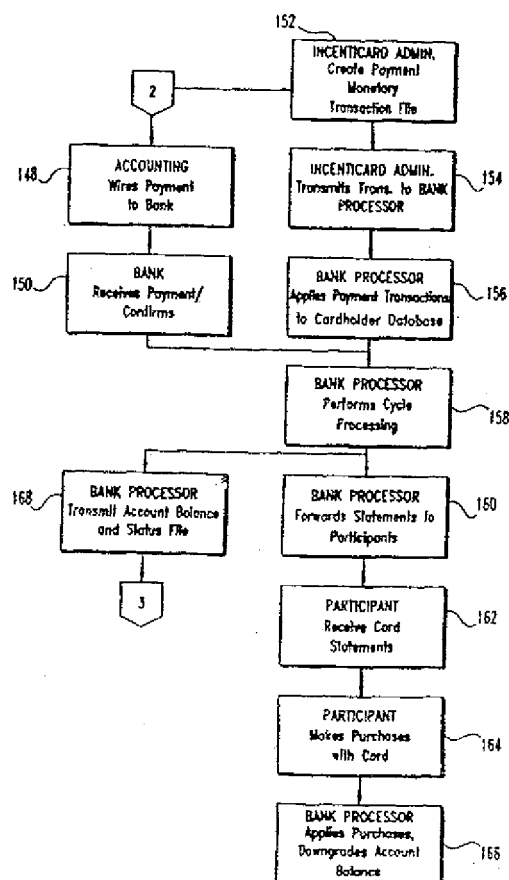 152
INCENTICARD ADMIN.
Create Payment
Monetary
Transaction File
2
148
ACCOUNTING
Wires Payment
to Bank
INCENTICARD ADMIN.
Transmits Trans. to BANK
PROCESSOR
154
150
BANK
Receives Payment/
Confirms
BANK PROCESSOR
Applies Payment Transactions
to Cardholder Database
156
BANK PROCESSOR
Performs Cycle
Processing
158
168
BANK PROCESSOR
Transmit Account Balance
and Status File
BANK PROCESSOR
Forwards Statements to
Participants
160
3
PARTICIPANT
Receive Card
Statements
162
PARTICIPANT
Makes Purchases
with Card
164
BANK PROCESSOR
Applies Purchases,
Downgrades Account
Balance
166